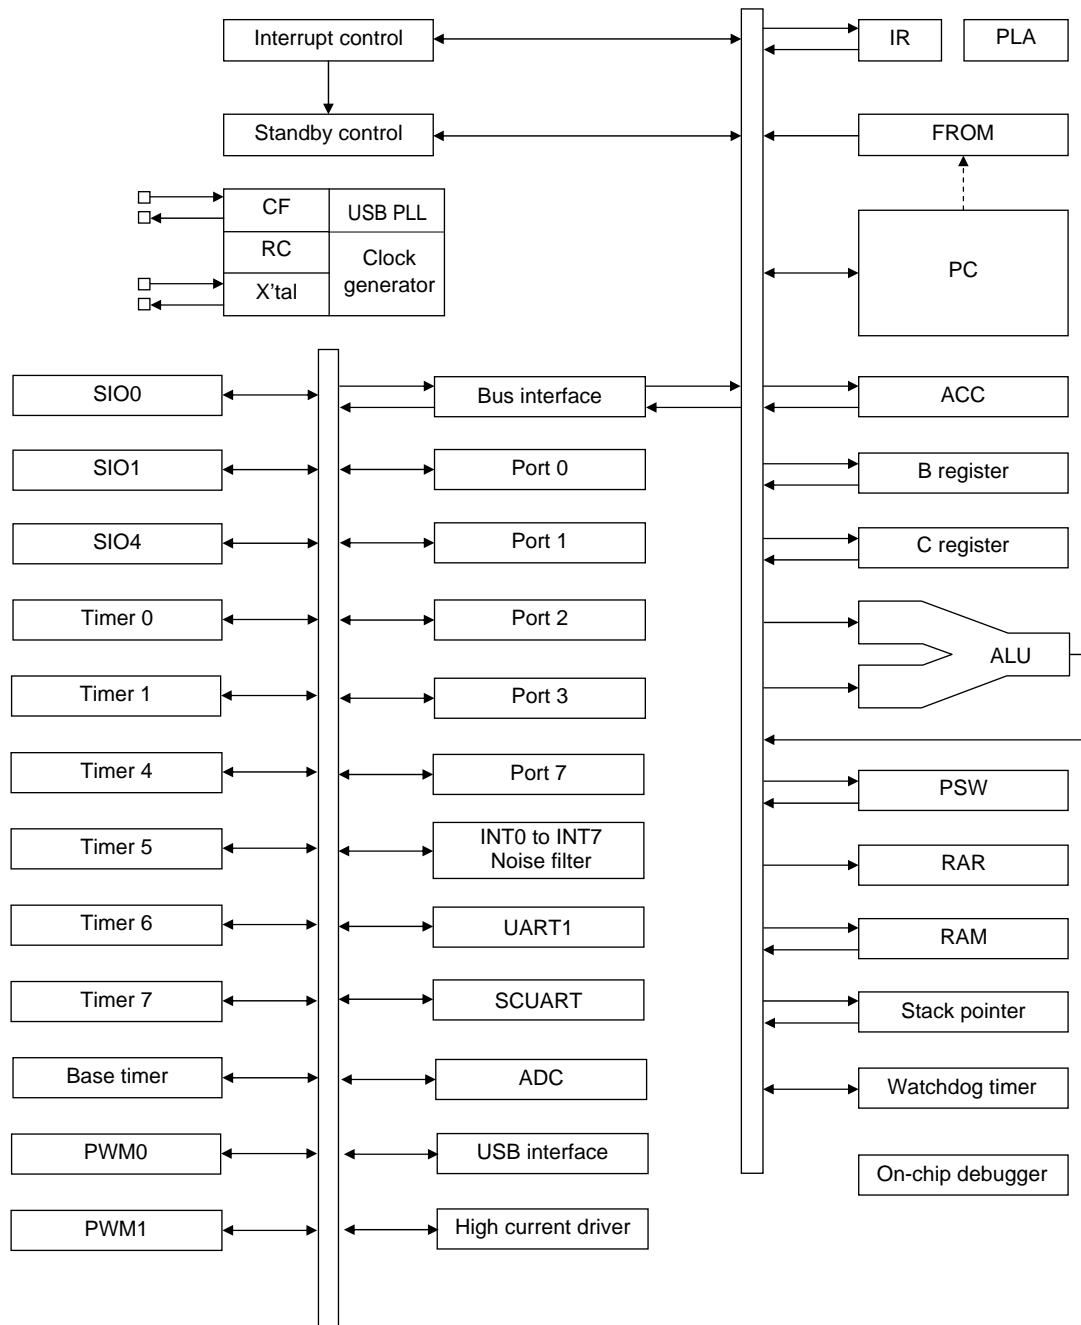 Interrupt control
IR
PLA
Standby control
FROM
CF
USB PLL
RC
Clock
generator
X'tal
PC
SIO0
Bus interface
ACC
SIO1
Port 0
B register
SIO4
Port 1
C register
Timer 0
Port 2
ALU
Timer 1
Port 3
Timer 4
Port 7
PSW
Timer 5
INT0 to INT7
Noise filter
RAR
Timer 6
UART1
RAM
Timer 7
SCUART
Stack pointer
Base timer
ADC
Watchdog timer
PWM0
USB interface
On-chip debugger
PWM1
High current driver